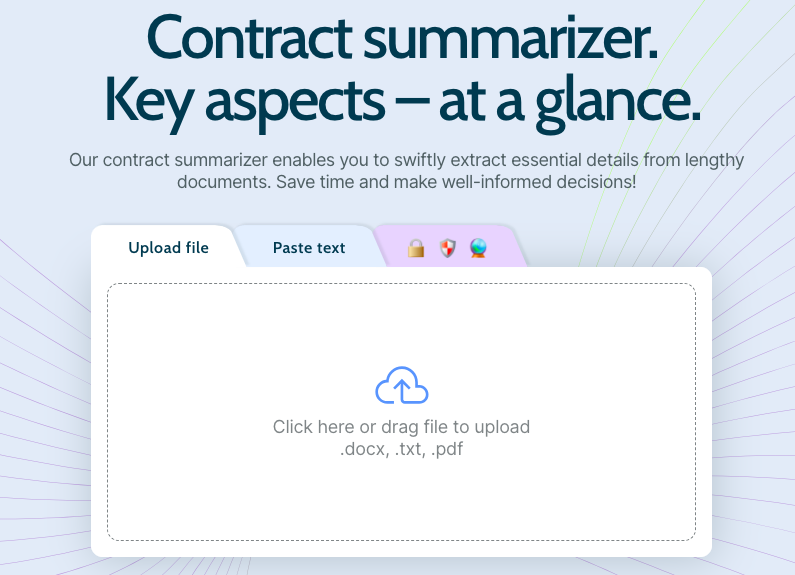 Contract summarizer.
Key aspects – at a glance.
Our contract summarizer enables you to swiftly extract essential details from lengthy
documents. Save time and make well-informed decisions!
Upload file
Paste text
Click here or drag file to upload
.docx, .txt, .pdf